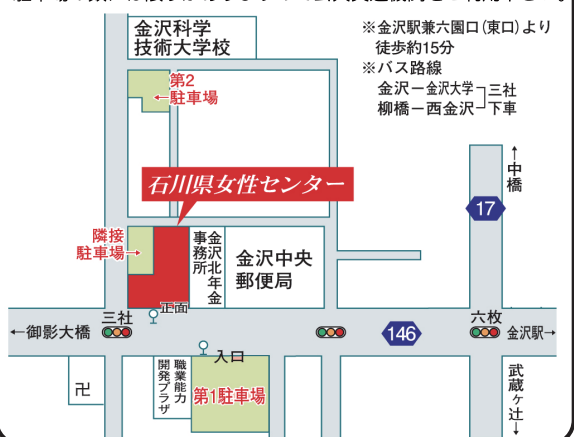 金沢科学
技術大学校
※金沢駅兼六園口(東口)より
徒歩約15分
※バス路線
金沢ー金沢大学
柳橋ー西金沢
三社
下車
第2
←駐車場
↑中橋
石川県女性センター
17
隣接
駐車場→
金沢北年金
事務所
金沢中央
郵便局
正面
三社
六枚
←御影大橋
146
金沢駅→
入口
卍
職業能力
開発プラザ
第1駐車場
武蔵ヶ辻↓